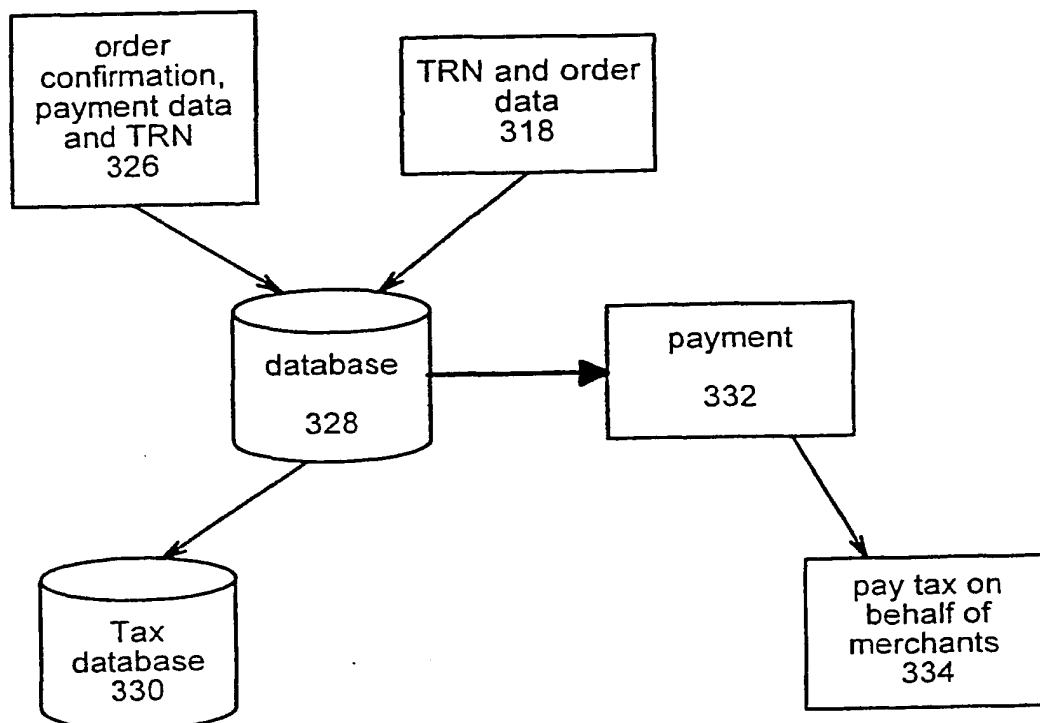 order
confirmation,
payment data
and TRN
326
TRN and order
data
318
database
328
payment
332
Tax
database
330
pay tax on
behalf of
merchants
334